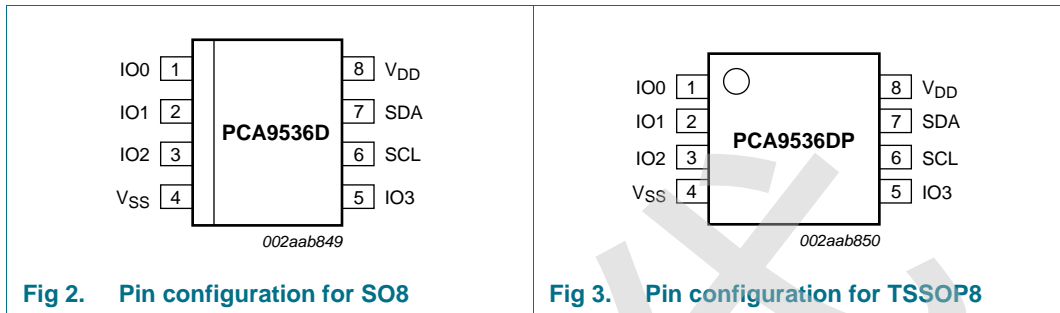 IO0 1
IO1 2
IO2 3
VSS 4
PCA9536D
8 VDD
7 SDA
6 SCL
5 IO3
002aab849
Fig 2. Pin configuration for SO8
IO0 1
IO1 2
IO2 3
VSS 4
PCA9536DP
8 VDD
7 SDA
6 SCL
5 IO3
002aab850
Fig 3. Pin configuration for TSSOP8